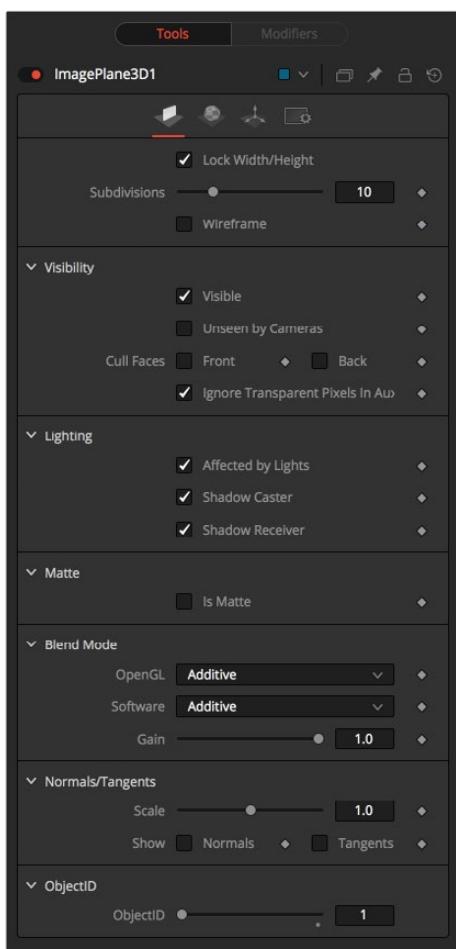 Tools Modifiers
ImagePlane3D1
Lock Width/Height
Subdivisions 10
Wireframe
Visibility
Visible
Unseen by Cameras
Cull Faces Front Back
Ignore Transparent Pixels In Aux
Lighting
Affected by Lights
Shadow Caster
Shadow Receiver
Matte
Is Matte
Blend Mode
OpenGL Additive
Software Additive
Gain 1.0
Normals/Tangents
Scale 1.0
Show Normals Tangents
ObjectID
ObjectID 1